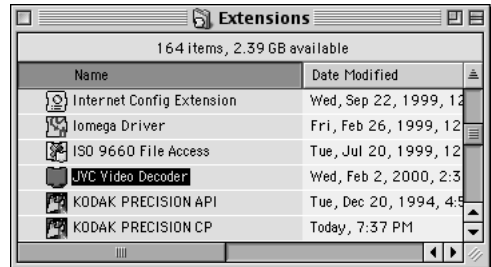 Extensions
164 items, 2.39 GB available
Name Date Modified
Internet Config Extension Wed, Sep 22, 1999, 12
Iomega Driver Fri, Feb 26, 1999, 12
ISO 9660 File Access Tue, Jul 20, 1999, 12
JVC Video Decoder Wed, Feb 2, 2000, 2:3
KODAK PRECISION API Tue, Dec 20, 1994, 4:5
KODAK PRECISION CP Today, 7:37 PM